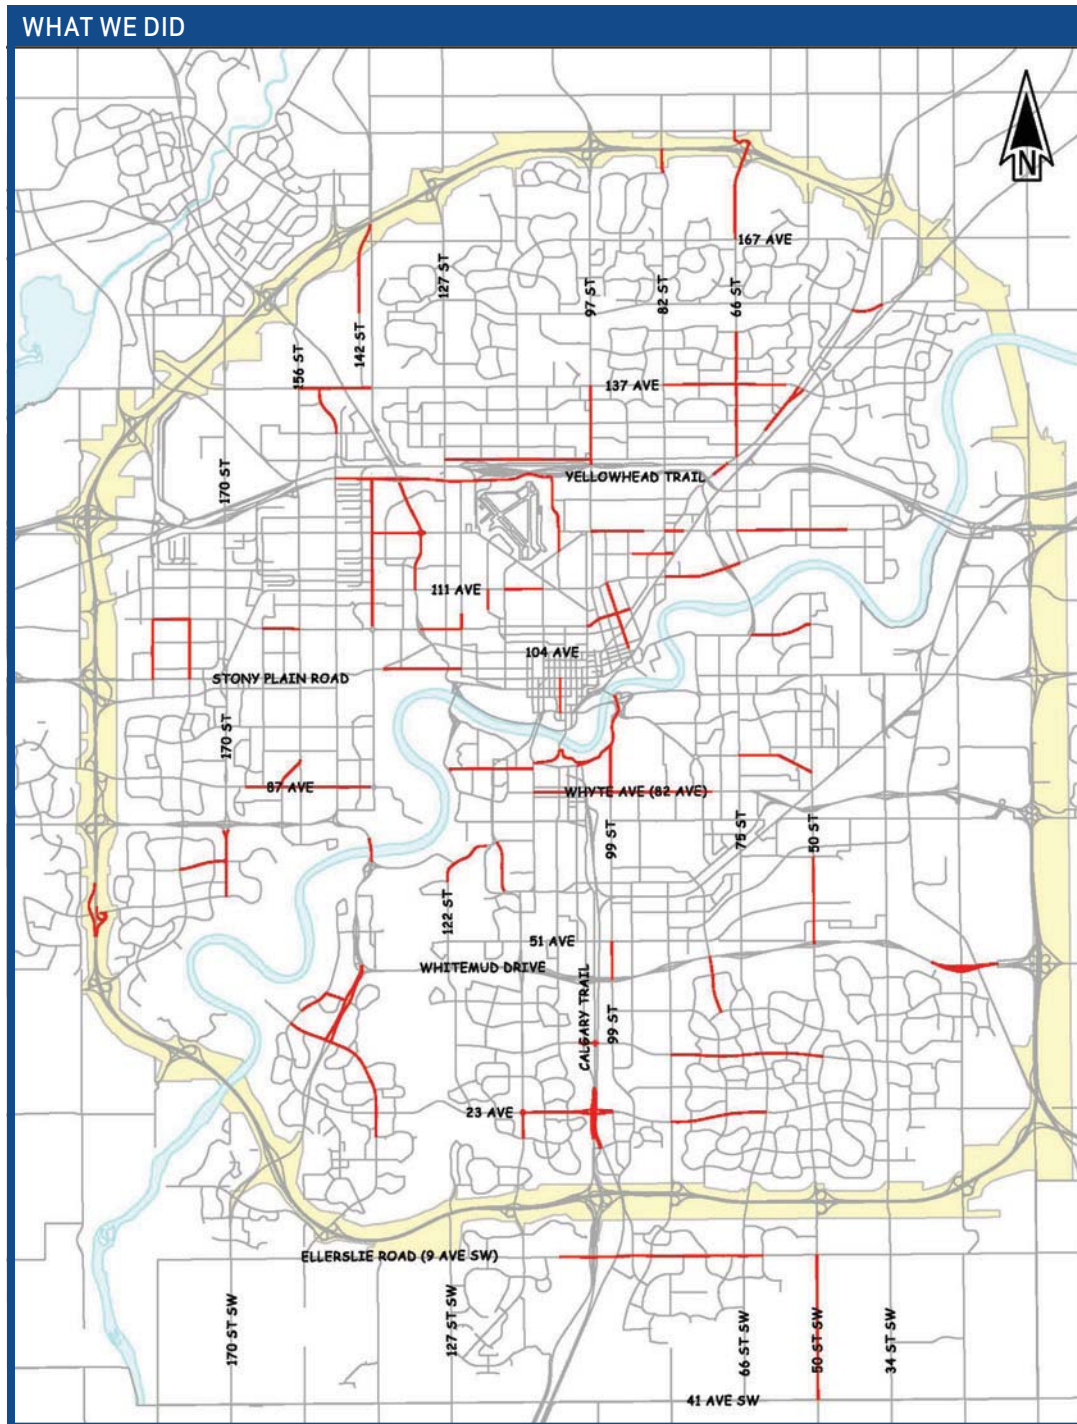 WHAT WE DID
N
167 AVE
127 ST
97 ST
82 ST
66 ST
142 ST
156 ST
137 AVE
170 ST
YELLOWHEAD TRAIL
111 AVE
104 AVE
STONY PLAIN ROAD
170 ST
87 AVE
WHYTE AVE (82 AVE)
99 ST
75 ST
50 ST
122 ST
51 AVE
WHITEMUD DRIVE
CALGARY TRAIL
99 ST
23 AVE
ELLERSLIE ROAD (9 AVE SW)
170 ST SW
127 ST SW
66 ST SW
50 ST SW
34 ST SW
41 AVE SW